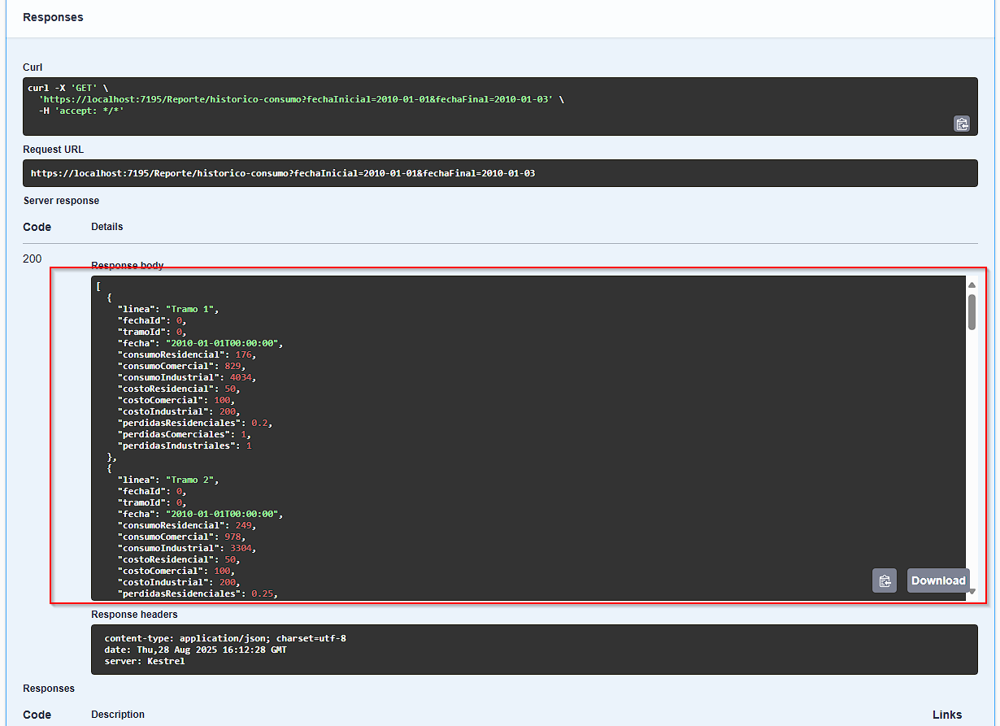 Responses
Curl
curl -X 'GET' \
  'https://localhost:7195/Reporte/historico-consumo?fechaInicial=2010-01-01&fechaFinal=2010-01-03' \
  -H 'accept: */*'
Request URL
https://localhost:7195/Reporte/historico-consumo?fechaInicial=2010-01-01&fechaFinal=2010-01-03
Server response
Code Details
200
Response body
[
  {
    "linea": "Tramo 1",
    "fechaId": 0,
    "tramoId": 0,
    "fecha": "2010-01-01T00:00:00",
    "consumoResidencial": 176,
    "consumoComercial": 829,
    "consumoIndustrial": 4034,
    "costoResidencial": 50,
    "costoComercial": 100,
    "costoIndustrial": 200,
    "perdidasResidenciales": 0.2,
    "perdidasComerciales": 1,
    "perdidasIndustriales": 1
  },
  {
    "linea": "Tramo 2",
    "fechaId": 0,
    "tramoId": 0,
    "fecha": "2010-01-01T00:00:00",
    "consumoResidencial": 249,
    "consumoComercial": 978,
    "consumoIndustrial": 3304,
    "costoResidencial": 50,
    "costoComercial": 100,
    "costoIndustrial": 200,
    "perdidasResidenciales": 0.25,
Download
Response headers
content-type: application/json; charset=utf-8
date: Thu,28 Aug 2025 16:12:28 GMT
server: Kestrel
Responses
Code Description Links